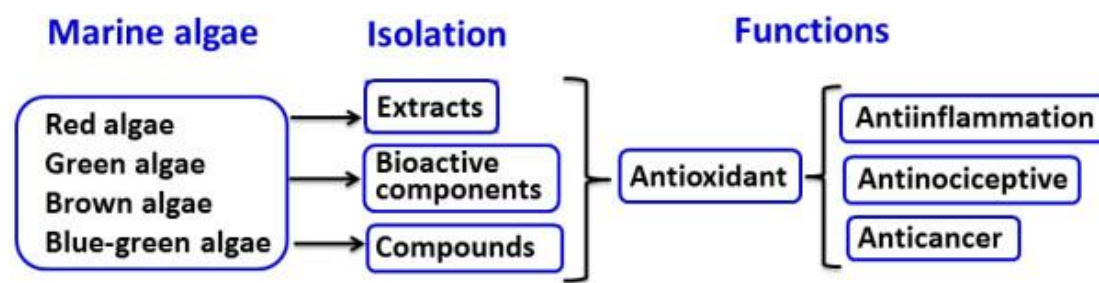 Marine algae
Isolation
Functions
Red algae
Green algae
Brown algae
Blue-green algae
Extracts
Bioactive
components
Compounds
Antioxidant
Antiinflammation
Antinociceptive
Anticancer